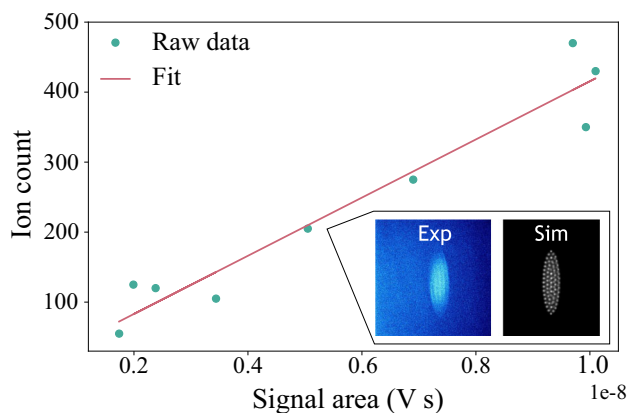 500
400
300
200
100
Ion count
Raw data
Fit
Exp
Sim
0.2
0.4
0.6
0.8
1.0
1e-8
Signal area (V s)